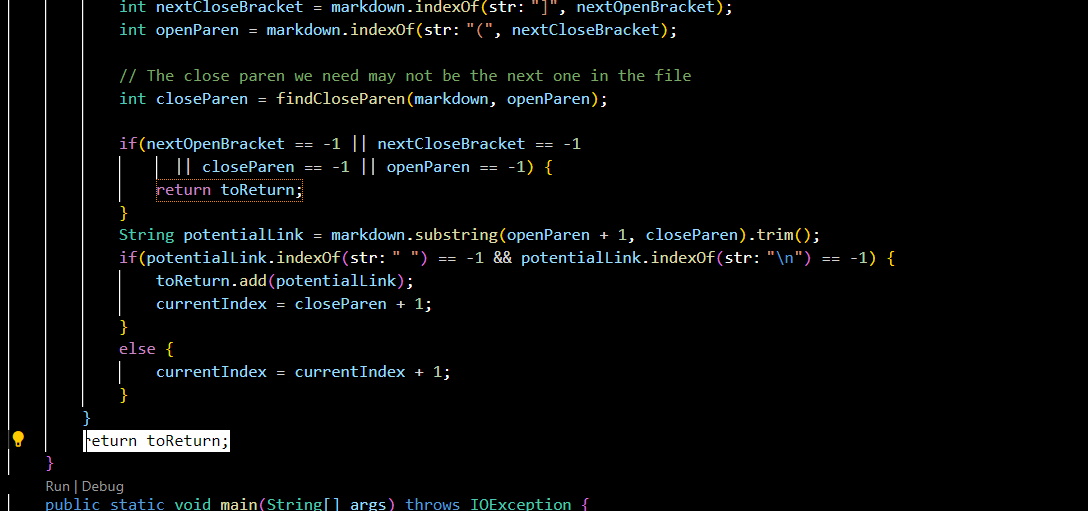 int nextCloseBracket = markdown.indexOf(str: "]", nextOpenBracket);
int openParen = markdown.indexOf(str: "(", nextCloseBracket);
// The close paren we need may not be the next one in the file
int closeParen = findCloseParen(markdown, openParen);
if(nextOpenBracket == -1 || nextCloseBracket == -1
|| closeParen == -1 || openParen == -1) {
return toReturn;
}
String potentialLink = markdown.substring(openParen + 1, closeParen).trim();
if(potentialLink.indexOf(str: " ") == -1 && potentialLink.indexOf(str: "\n") == -1) {
toReturn.add(potentialLink);
currentIndex = closeParen + 1;
}
else {
currentIndex = currentIndex + 1;
}
}
return toReturn;
}
Run | Debug
public static void main(String[] args) throws IOException {